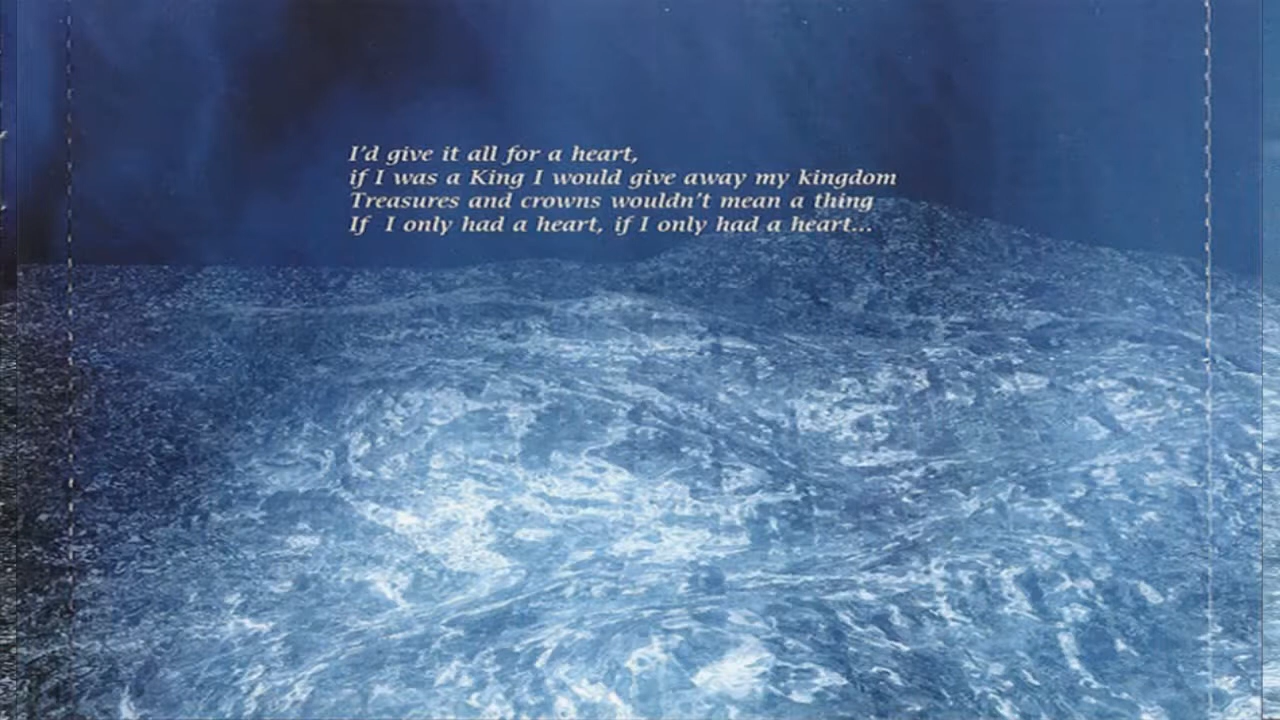 I'd give it all for a heart,
if I was a King I would give away my kingdom
Treasures and crowns wouldn't mean a thing
If I only had a heart, if I only had a heart...